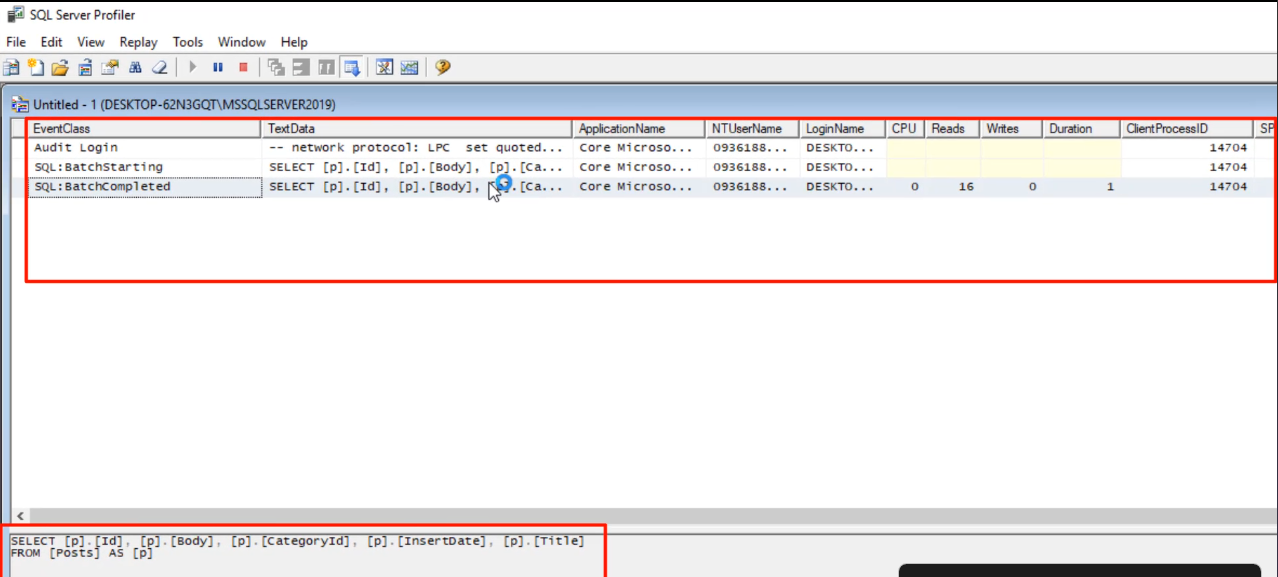 SQL Server Profiler
File Edit View Replay Tools Window Help
Untitled - 1 (DESKTOP-62N3GQT\MSSQLSERVER2019)
EventClass TextData ApplicationName NTUserName LoginName CPU Reads Writes Duration ClientProcessID SP
Audit Login -- network protocol: LPC set quoted... Core Microso... 0936188... DESKTO... 14704
SQL:BatchStarting SELECT [p].[Id], [p].[Body], [p].[Ca... Core Microso... 0936188... DESKTO... 14704
SQL:BatchCompleted SELECT [p].[Id], [p].[Body], [p].[Ca... Core Microso... 0936188... DESKTO... 0 16 0 1 14704
SELECT [p].[Id], [p].[Body], [p].[CategoryId], [p].[InsertDate], [p].[Title]
FROM [Posts] AS [p]